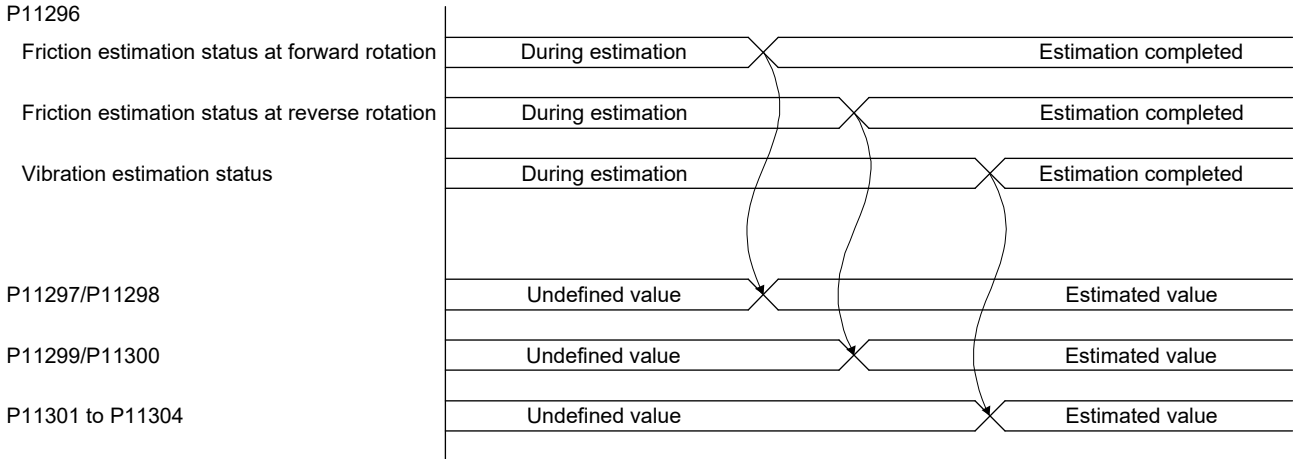 P11296
Friction estimation status at forward rotation During estimation Estimation completed
Friction estimation status at reverse rotation During estimation Estimation completed
Vibration estimation status During estimation Estimation completed
P11297/P11298 Undefined value Estimated value
P11299/P11300 Undefined value Estimated value
P11301 to P11304 Undefined value Estimated value